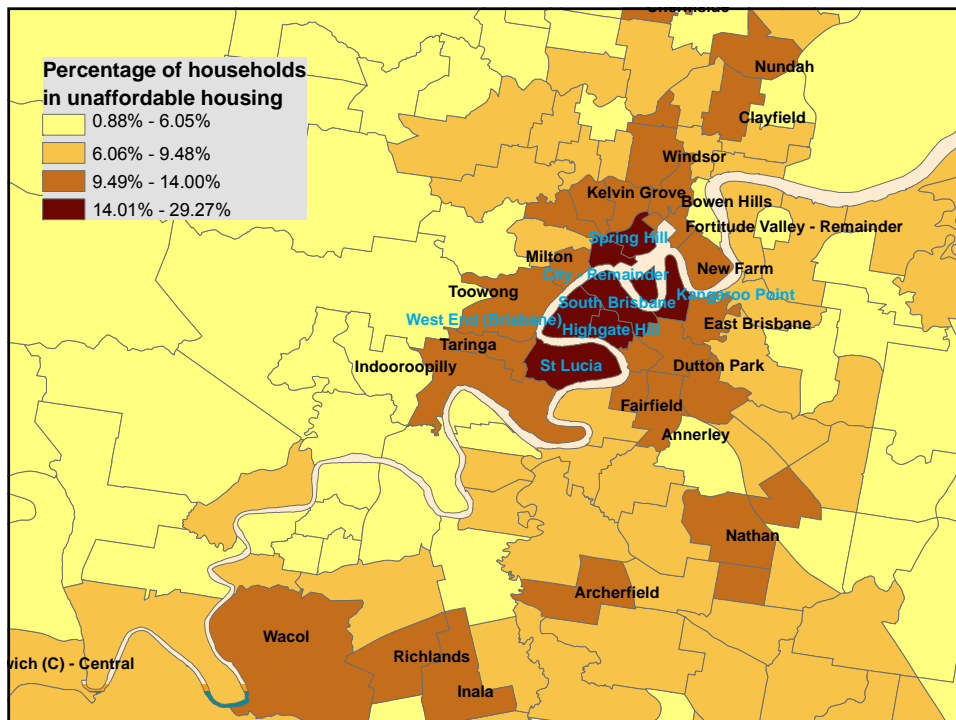 Percentage of households
in unaffordable housing
0.88% - 6.05%
6.06% - 9.48%
9.49% - 14.00%
14.01% - 29.27%
Nundah
Clayfield
Windsor
Kelvin Grove
Bowen Hills
Fortitude Valley - Remainder
Spring Hill
Milton
City - Remainder
New Farm
Toowong
South Brisbane
Kangaroo Point
West End (Brisbane)
Highgate Hill
East Brisbane
Taringa
Indooroopilly
St Lucia
Dutton Park
Fairfield
Annerley
Nathan
Archerfield
Wacol
Richlands
wich (C) - Central
Inala